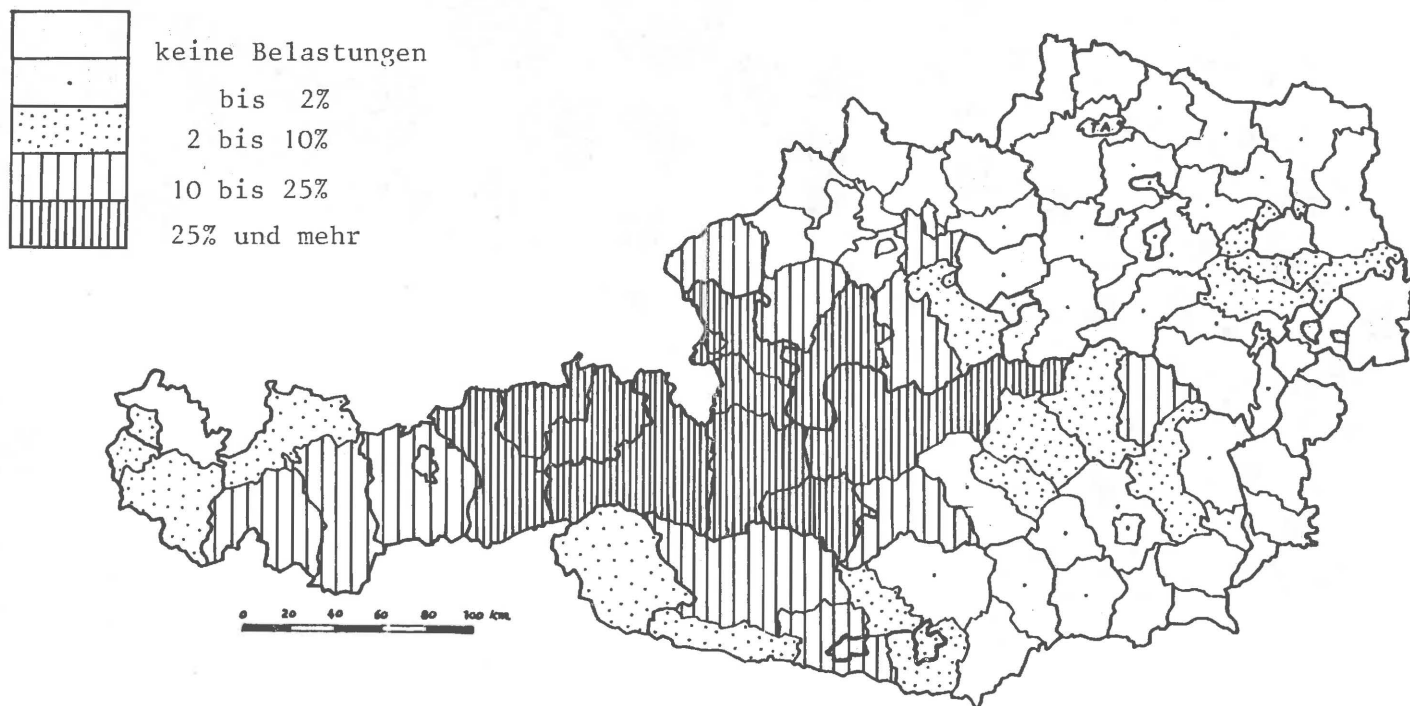 keine Belastungen
bis 2%
2 bis 10%
10 bis 25%
25% und mehr
T.A.
0 20 40 60 80 100 km